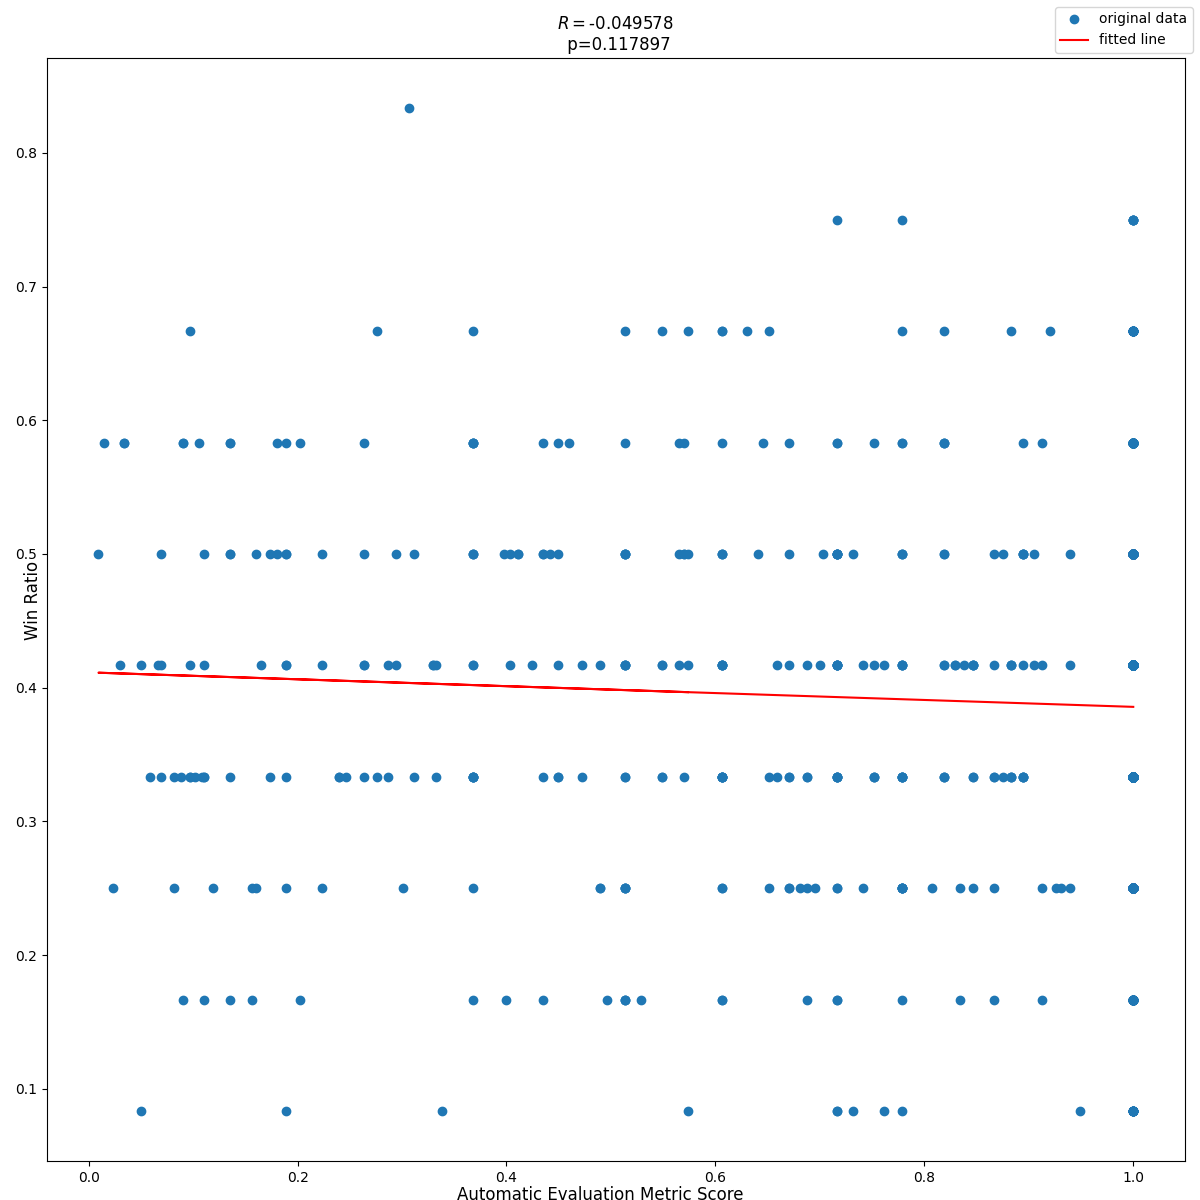 R = -0.049578
p=0.117897
original data
fitted line
0.8
0.7
0.6
0.5
0.4
0.3
0.2
0.1
Win Ratio
0.0 0.2 0.4 0.6 0.8 1.0
Automatic Evaluation Metric Score